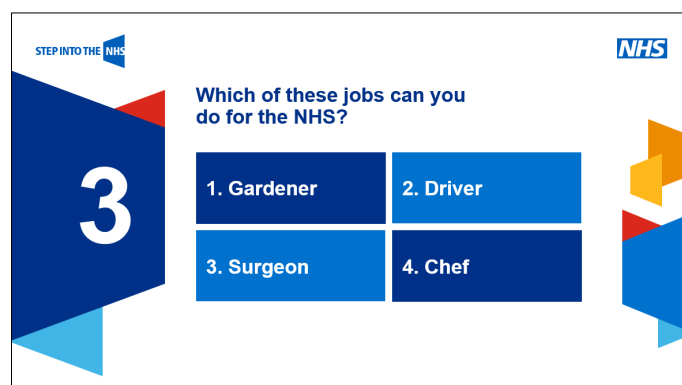 STEP INTO THE NHS
NHS
Which of these jobs can you
do for the NHS?
3
1. Gardener
2. Driver
3. Surgeon
4. Chef